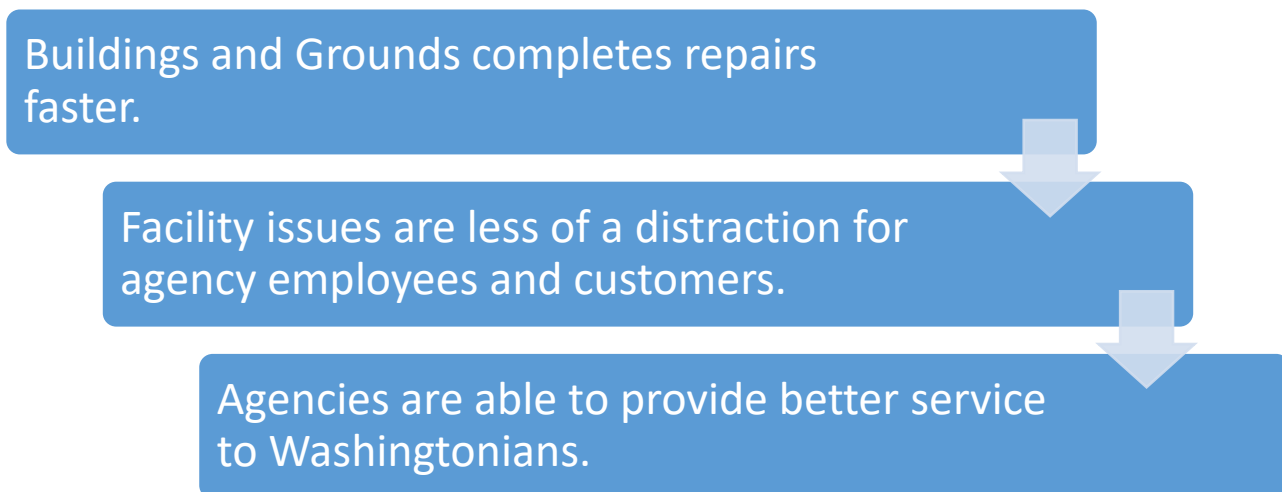 Buildings and Grounds completes repairs
faster.
Facility issues are less of a distraction for
agency employees and customers.
Agencies are able to provide better service
to Washingtonians.